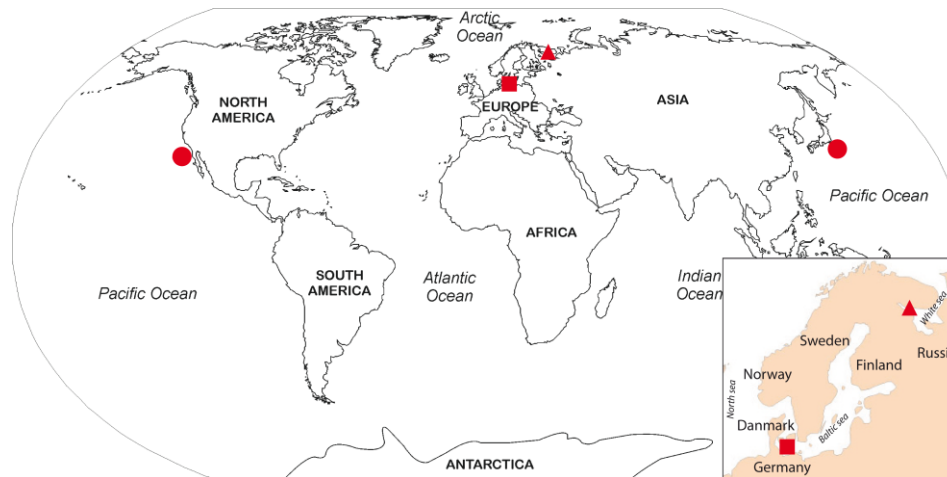 Arctic
Ocean
NORTH
AMERICA
EUROPE
ASIA
Pacific Ocean
AFRICA
SOUTH
AMERICA
Atlantic
Ocean
Indian
Ocean
Pacific Ocean
ANTARCTICA
White sea
Sweden
Finland
Russi
Norway
North sea
Danmark
Baltic sea
Germany